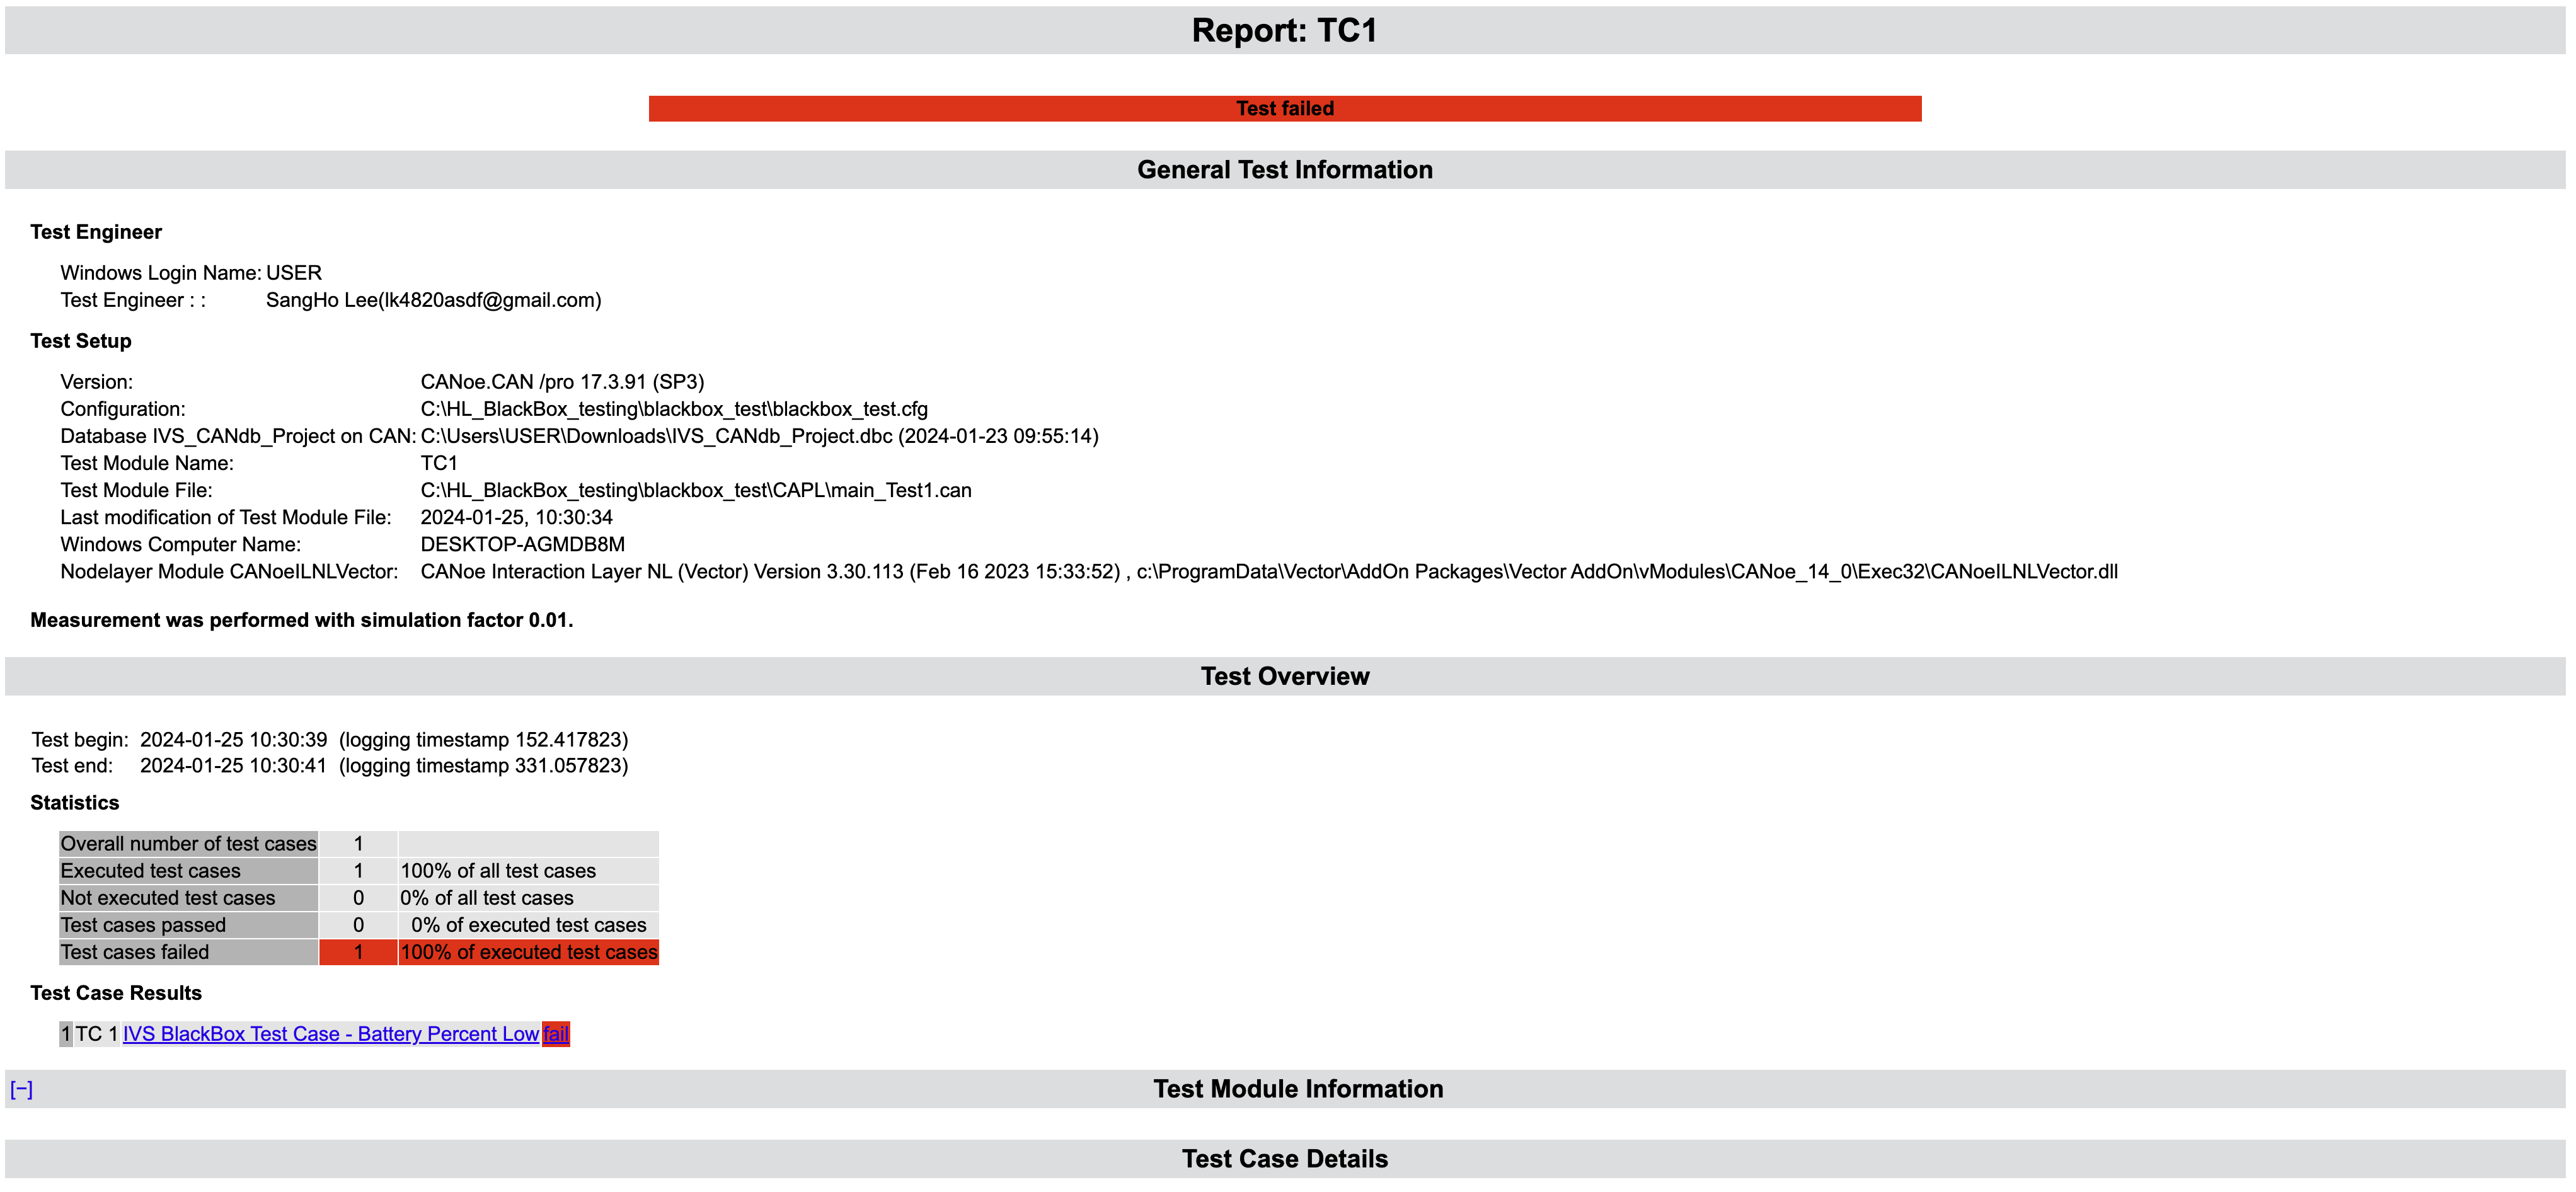 Report: TC1
Test failed
General Test Information
Test Engineer
Windows Login Name: USER
Test Engineer : : SangHo Lee(lk4820asdf@gmail.com)
Test Setup
Version: CANoe.CAN /pro 17.3.91 (SP3)
Configuration: C:\HL_BlackBox_testing\blackbox_test\blackbox_test.cfg
Database IVS_CANdb_Project on CAN: C:\Users\USER\Downloads\IVS_CANdb_Project.dbc (2024-01-23 09:55:14)
Test Module Name: TC1
Test Module File: C:\HL_BlackBox_testing\blackbox_test\CAPL\main_Test1.can
Last modification of Test Module File: 2024-01-25, 10:30:34
Windows Computer Name: DESKTOP-AGMDB8M
Nodelayer Module CANoeILNLVector: CANoe Interaction Layer NL (Vector) Version 3.30.113 (Feb 16 2023 15:33:52) , c:\ProgramData\Vector\AddOn Packages\Vector AddOn\vModules\CANoe_14_0\Exec32\CANoeILNLVector.dll
Measurement was performed with simulation factor 0.01.
Test Overview
Test begin: 2024-01-25 10:30:39 (logging timestamp 152.417823)
Test end: 2024-01-25 10:30:41 (logging timestamp 331.057823)
Statistics
Overall number of test cases 1
Executed test cases 1 100% of all test cases
Not executed test cases 0 0% of all test cases
Test cases passed 0 0% of executed test cases
Test cases failed 1 100% of executed test cases
Test Case Results
1 TC 1 IVS BlackBox Test Case - Battery Percent Low fail
[−] Test Module Information
Test Case Details